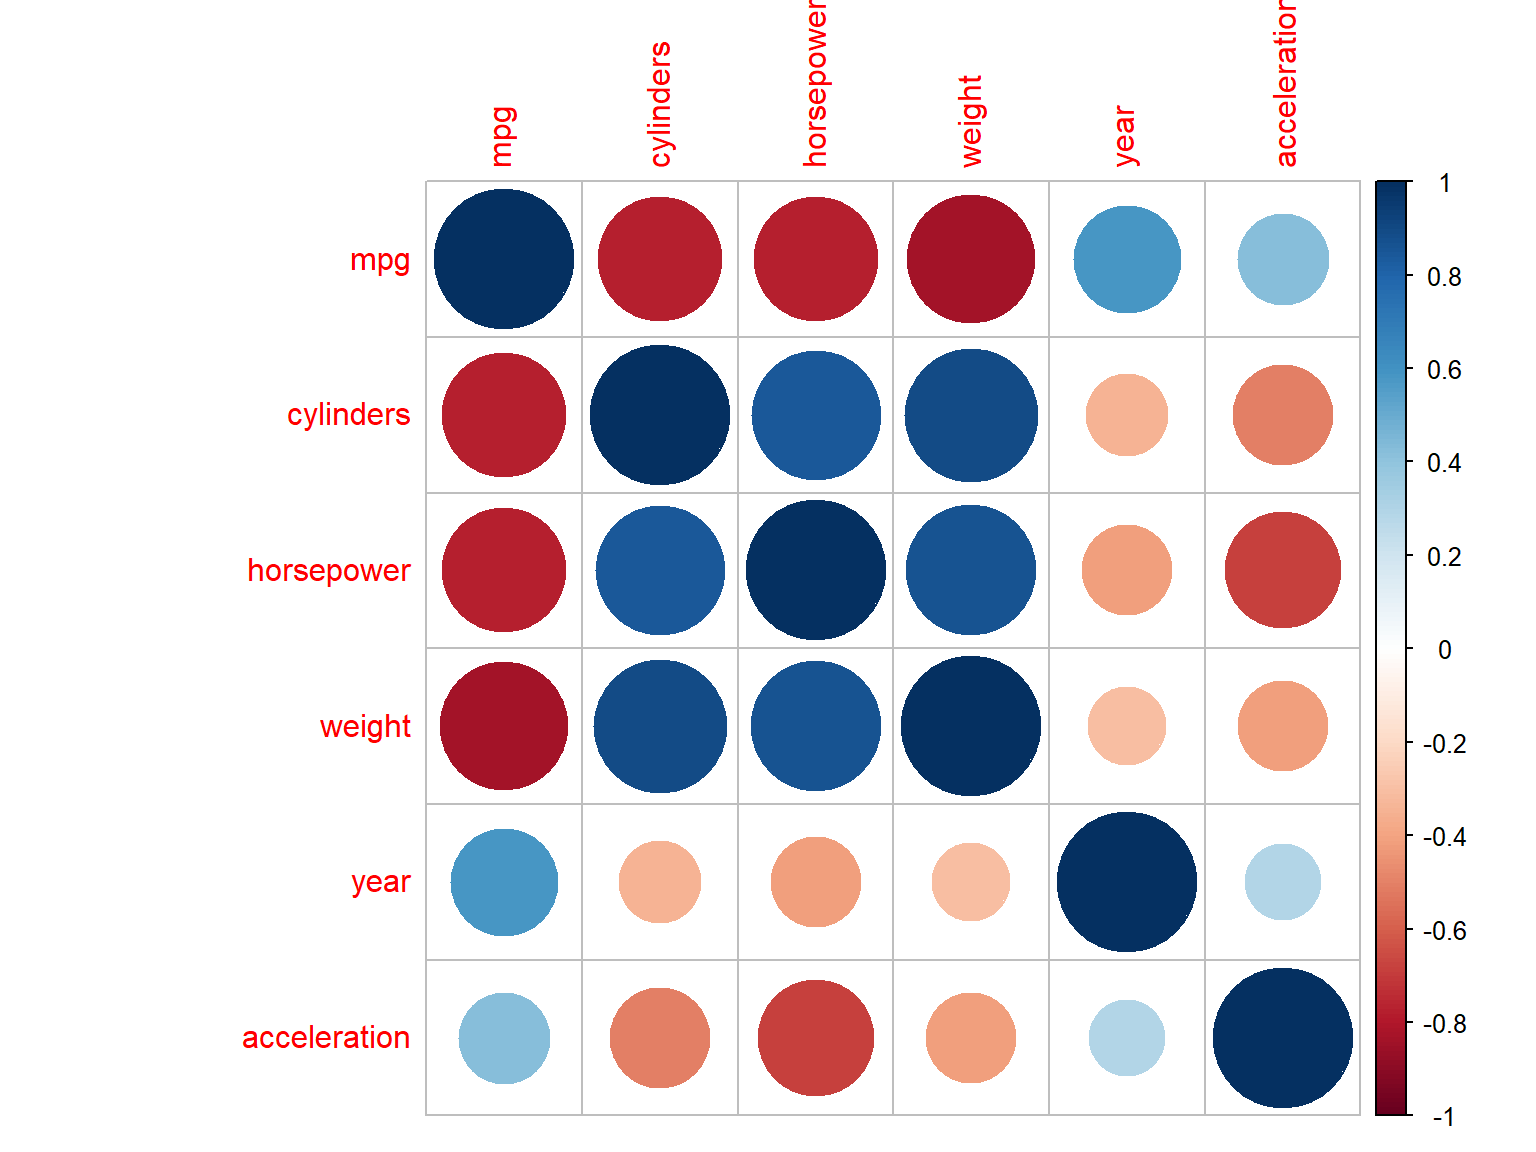 mpg
cylinders
horsepower
weight
year
acceleration
mpg
cylinders
horsepower
weight
year
acceleration
1
0.8
0.6
0.4
0.2
0
-0.2
-0.4
-0.6
-0.8
-1